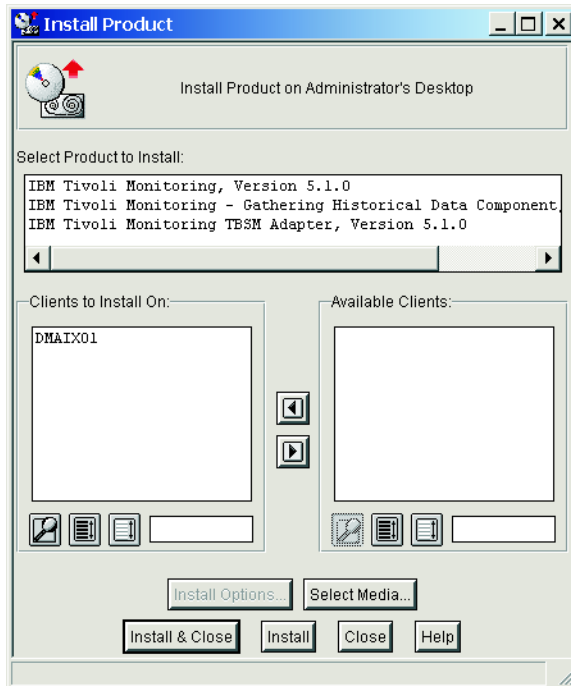 Install Product
Install Product on Administrator's Desktop
Select Product to Install:
IBM Tivoli Monitoring, Version 5.1.0
IBM Tivoli Monitoring - Gathering Historical Data Component,
IBM Tivoli Monitoring TBSM Adapter, Version 5.1.0
Clients to Install On:
Available Clients:
DMAIX01
Install Options...
Select Media...
Install & Close
Install
Close
Help